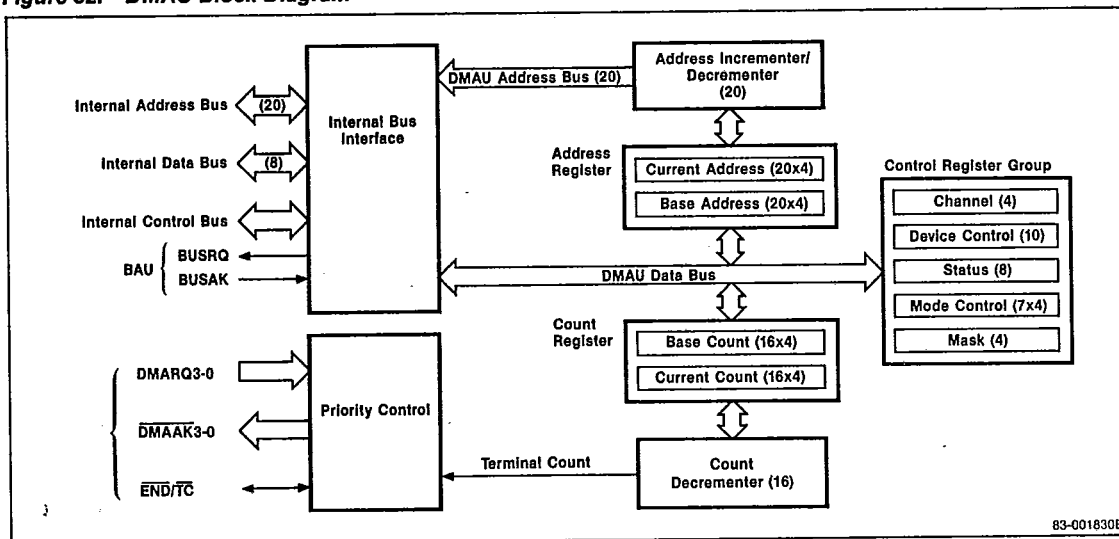 DMAU Block Diagram
Internal Address Bus
(20)
Internal Data Bus
(8)
Internal Control Bus
BAU
BUSRQ
BUSAK
Internal Bus
Interface
DMAU Address Bus (20)
Address Incrementer/
Decrementer
(20)
Address
Register
Current Address (20x4)
Base Address (20x4)
DMAU Data Bus
Control Register Group
Channel (4)
Device Control (10)
Status (8)
Mode Control (7x4)
Mask (4)
Count
Register
Base Count (16x4)
Current Count (16x4)
DMARQ3-0
DMAAK3-0
END/TC
Priority Control
Terminal Count
Count
Decrementer (16)
83-001830B